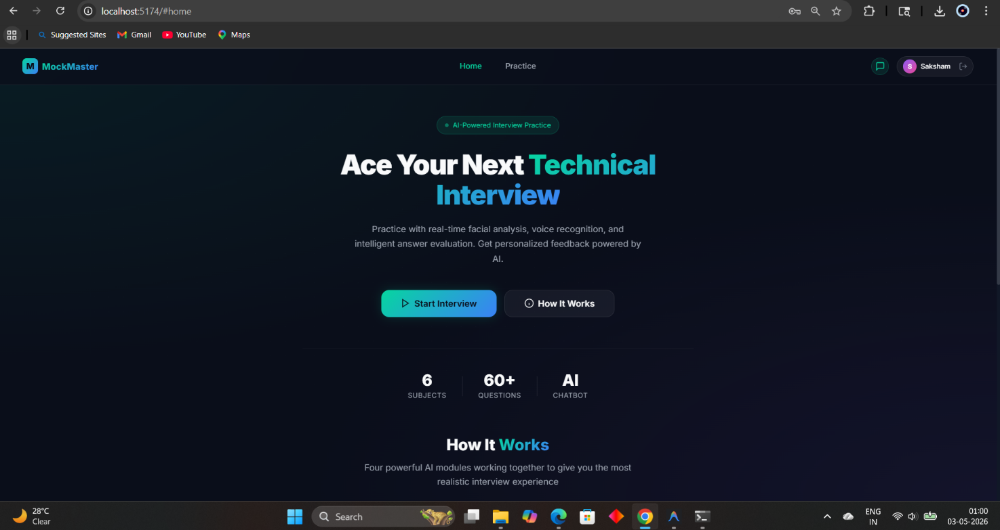 localhost:5174/#home
Suggested Sites Gmail YouTube Maps
M MockMaster Home Practice S Saksham
AI-Powered Interview Practice
Ace Your Next Technical
Interview
Practice with real-time facial analysis, voice recognition, and
intelligent answer evaluation. Get personalized feedback powered by
AI.
Start Interview How It Works
6 60+ AI
SUBJECTS QUESTIONS CHATBOT
How It Works
Four powerful AI modules working together to give you the most
realistic interview experience
28°C
Clear
Search
ENG
IN
01:00
03-05-2026